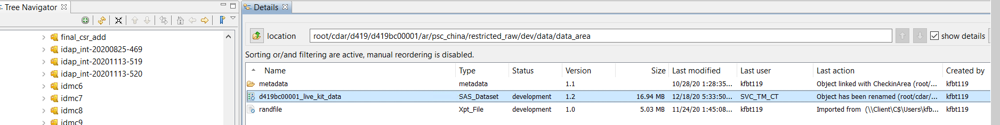 Tree Navigator
final_csr_add
idap_int-20200825-469
idap_int-20201113-519
idap_int-20201113-520
idmc6
idmc7
idmc8
idmc9
Details
location root/cdar/d419/d419bc00001/ar/psc_china/restricted_raw/dev/data/data_area show details
Sorting or/and filtering are active, manual reordering is disabled.
Name Type Status Version Size Last modified Last user Last action Created by
metadata metadata 1.1 10/28/20 1:28:35... kfbt119 Object linked with CheckinArea (root/... kfbt119
d419bc00001_live_kit_data SAS_Dataset development 1.2 16.94 MB 12/18/20 5:33:50... SVC_TM_CT Object has been renamed (root/cdar/... kfbt119
randfile Xpt_File development 1.0 5.03 MB 11/24/20 1:45:08... kfbt119 Imported from (\\Client\C$\Users\kfb... kfbt119